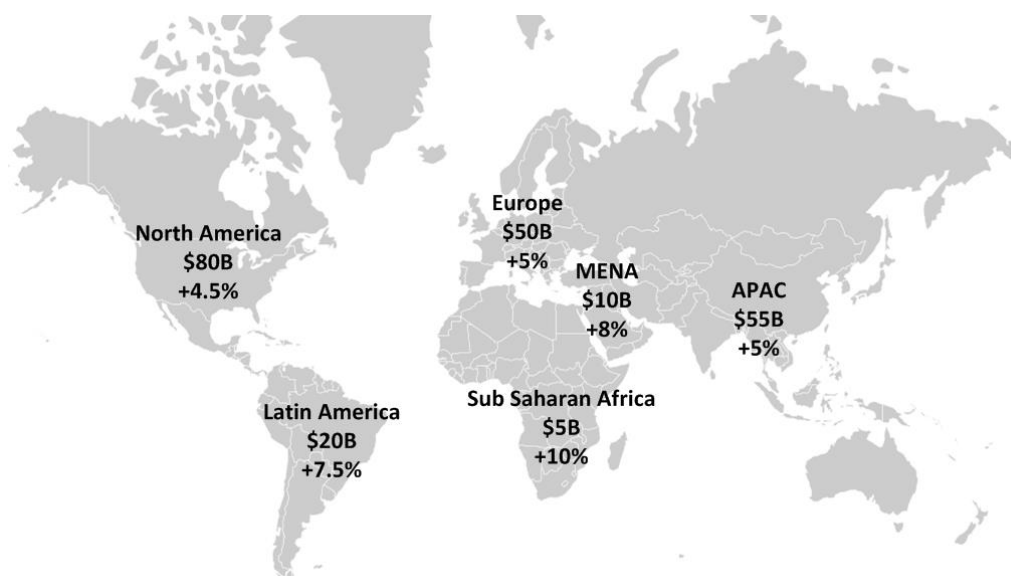 North America
$80B
+4.5%
Europe
$50B
+5%
MENA
$10B
+8%
APAC
$55B
+5%
Latin America
$20B
+7.5%
Sub Saharan Africa
$5B
+10%